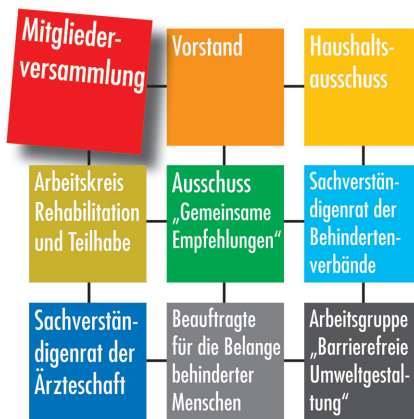 Mitglieder-
versammlung
Vorstand
Haushalts-
ausschuss
Arbeitskreis
Rehabilitation
und Teilhabe
Ausschuss
„Gemeinsame
Empfehlungen“
Sachverstän-
digenrat der
Behinderten-
verbände
Sachverstän-
digenrat der
Ärzteschaft
Beauftragte
für die Belange
behinderter
Menschen
Arbeitsgruppe
„Barrierefreie
Umweltgestal-
tung“